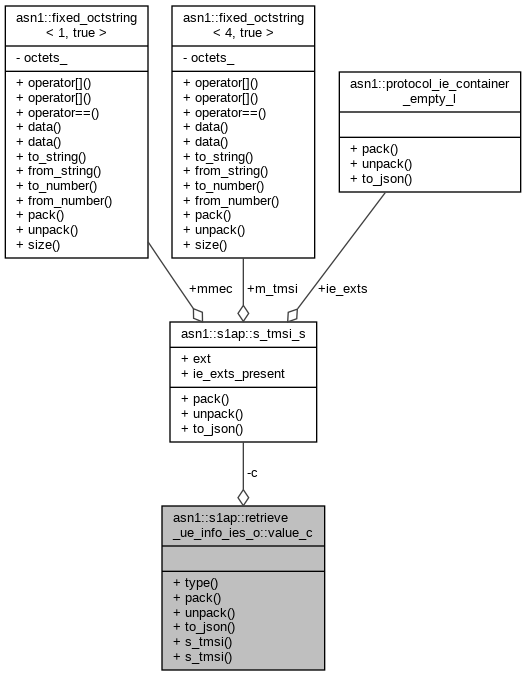 asn1::fixed_octstring
< 1, true >
- octets_
+ operator[]()
+ operator[]()
+ operator==()
+ data()
+ data()
+ to_string()
+ from_string()
+ to_number()
+ from_number()
+ pack()
+ unpack()
+ size()
asn1::fixed_octstring
< 4, true >
- octets_
+ operator[]()
+ operator[]()
+ operator==()
+ data()
+ data()
+ to_string()
+ from_string()
+ to_number()
+ from_number()
+ pack()
+ unpack()
+ size()
asn1::protocol_ie_container
_empty_l
+ pack()
+ unpack()
+ to_json()
+mmec
+m_tmsi
+ie_exts
asn1::s1ap::s_tmsi_s
+ ext
+ ie_exts_present
+ pack()
+ unpack()
+ to_json()
-c
asn1::s1ap::retrieve
_ue_info_ies_o::value_c
+ type()
+ pack()
+ unpack()
+ to_json()
+ s_tmsi()
+ s_tmsi()